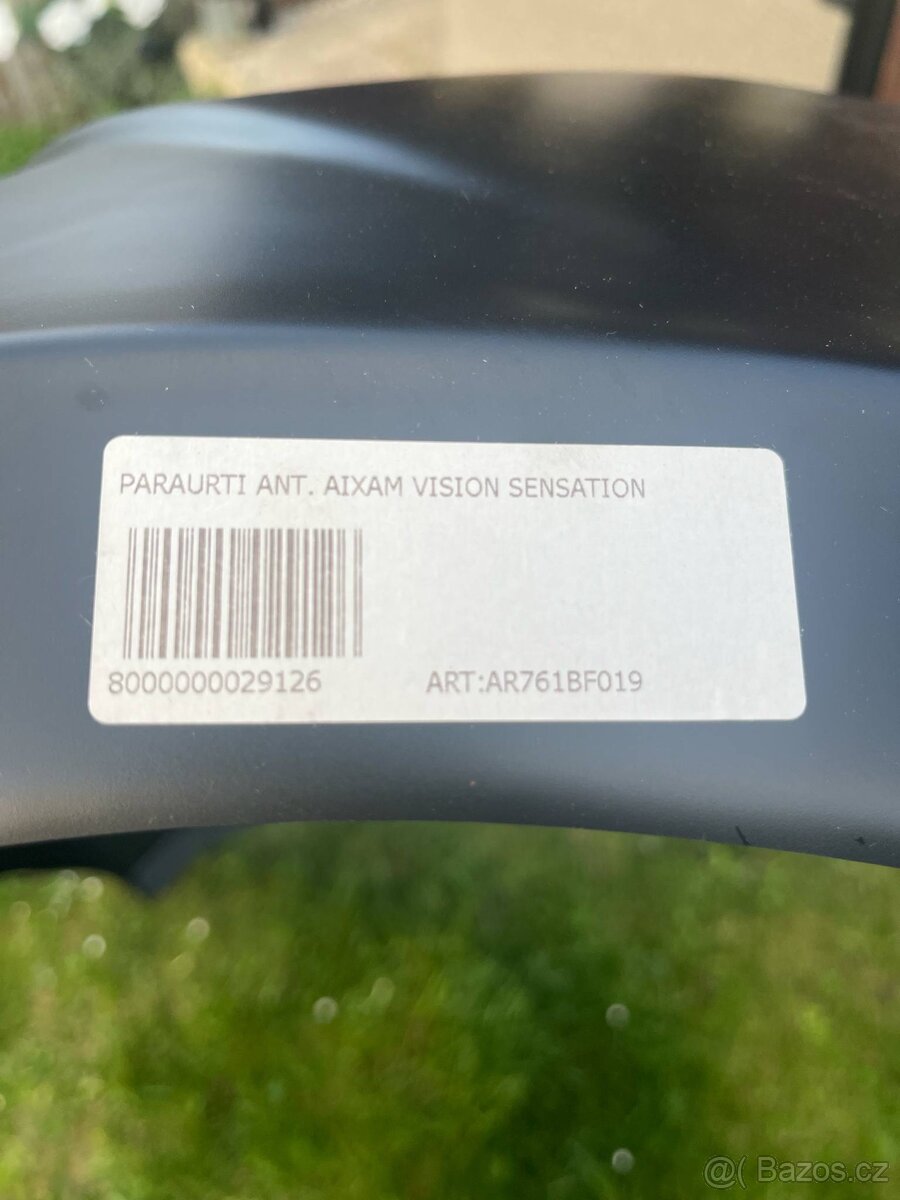 PARAURTI ANT. AIXAM VISION SENSATION
8000000029126 ART:AR761BF019
@( Bazos.cz